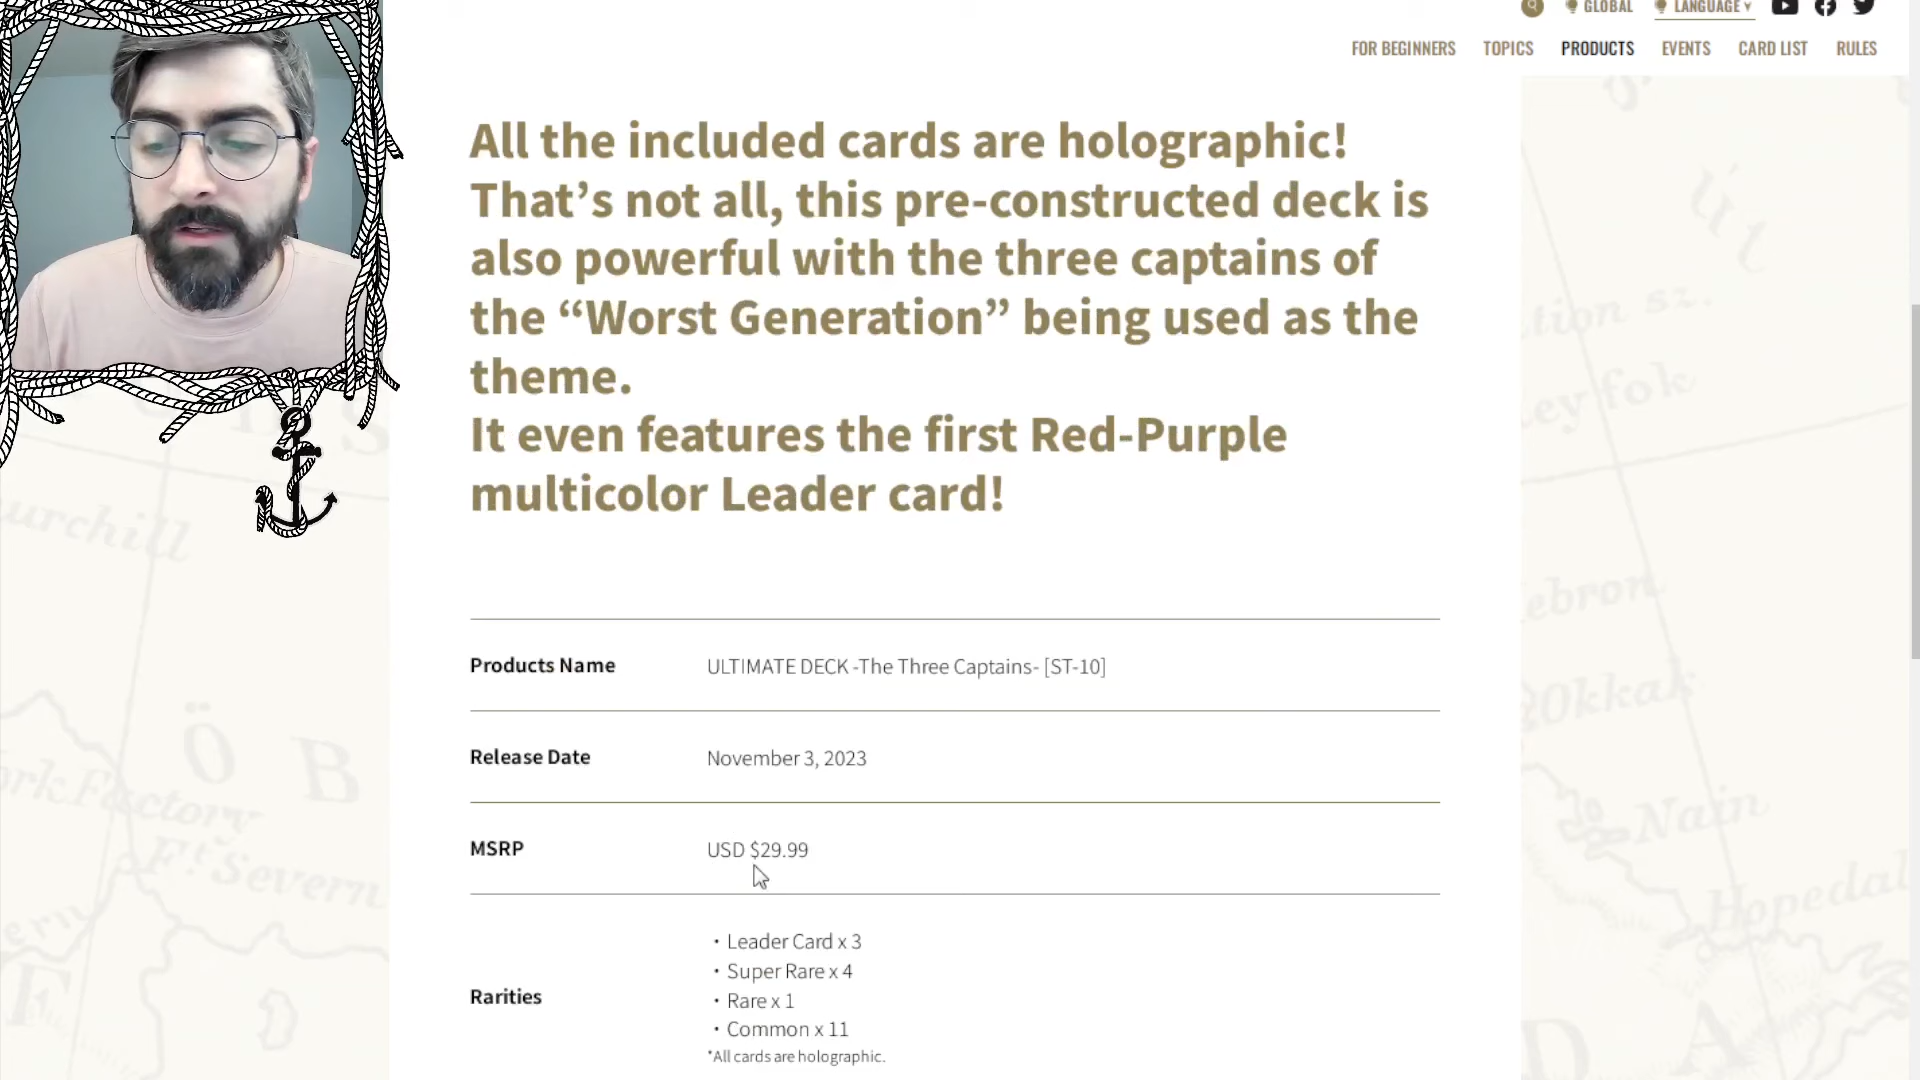 GLOBAL
LANGUAGE
FOR BEGINNERS
TOPICS
PRODUCTS
EVENTS
CARD LIST
RULES
All the included cards are holographic!
That’s not all, this pre-constructed deck is
also powerful with the three captains of
the “Worst Generation” being used as the
theme.
It even features the first Red-Purple
multicolor Leader card!
Products Name
ULTIMATE DECK -The Three Captains- [ST-10]
Release Date
November 3, 2023
MSRP
USD $29.99
Rarities
・Leader Card x 3
・Super Rare x 4
・Rare x 1
・Common x 11
*All cards are holographic.
churchill
Ö B
Ft Severn
Nain